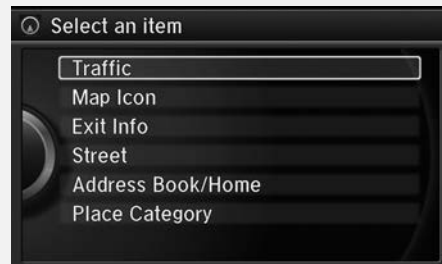 Select an item
Traffic
Map Icon
Exit Info
Street
Address Book/Home
Place Category